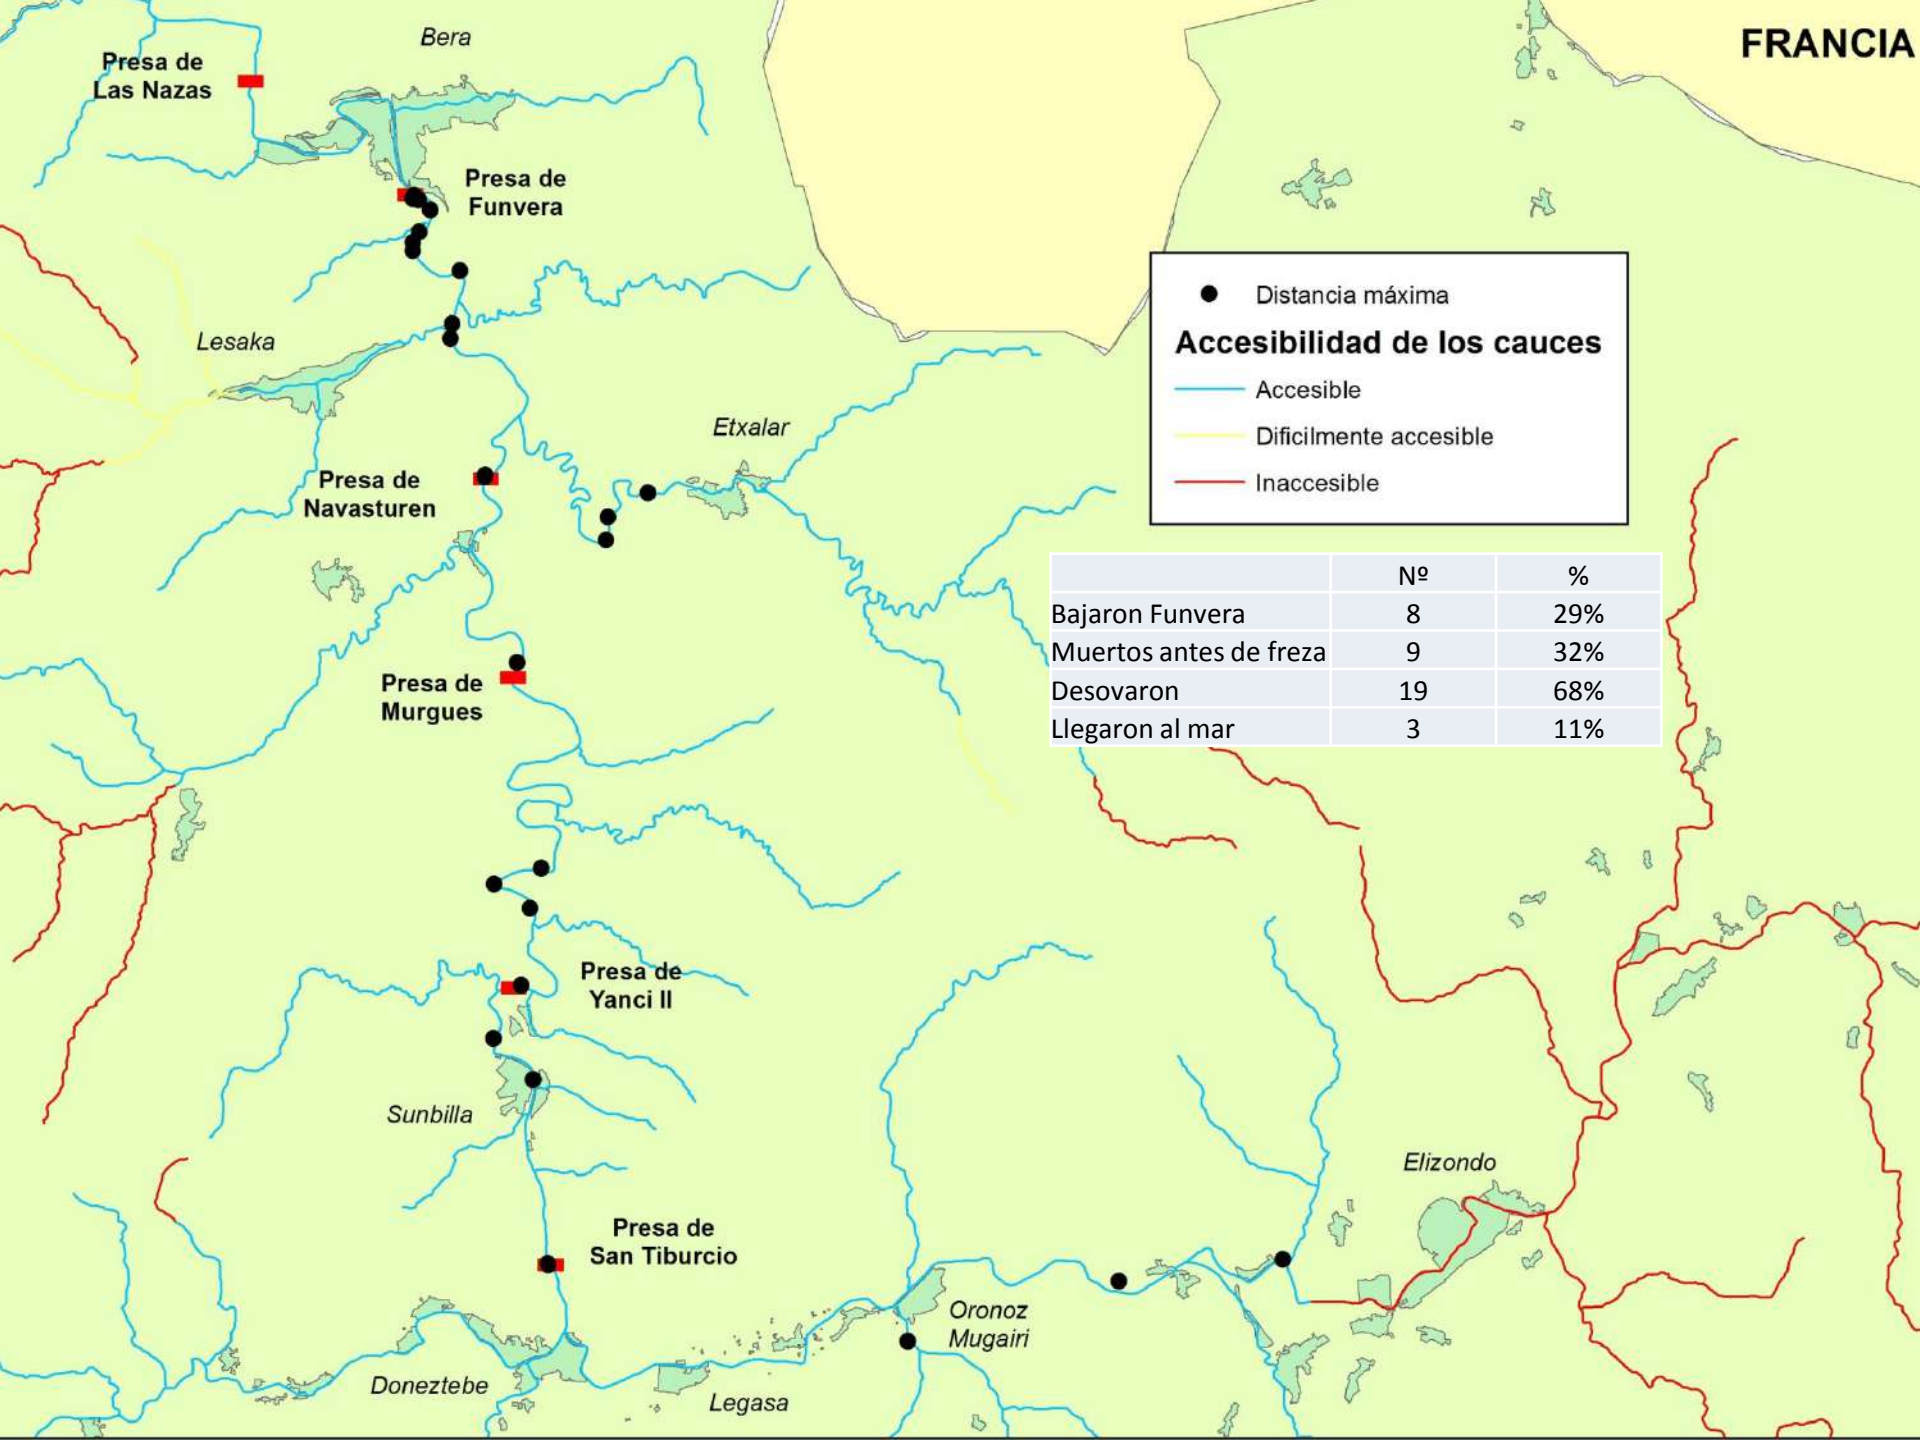 FRANCIA
Bera
Presa de
Las Nazas
Presa de
Funvera
Distancia máxima
Accesibilidad de los cauces
Accesible
Dificilmente accesible
Inaccesible
Lesaka
Etxalar
Presa de
Navasturen
Nº %
Bajaron Funvera 8 29%
Muertos antes de freza 9 32%
Desovaron 19 68%
Llegaron al mar 3 11%
Presa de
Murgues
Presa de
Yanci II
Sunbilla
Elizondo
Presa de
San Tiburcio
Oronoz
Mugairi
Doneztebe
Legasa